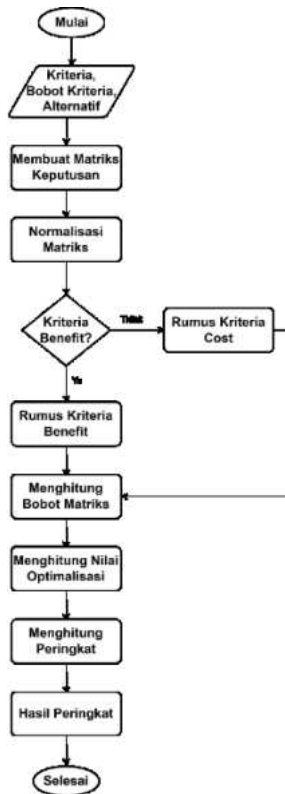 Mulai
Kriteria,
Bobot Kriteria,
Alternatif
Membuat Matriks
Keputusan
Normalisasi
Matriks
Kriteria
Benefit?
Tidak
Rumus Kriteria
Cost
Ya
Rumus Kriteria
Benefit
Menghitung
Bobot Matriks
Menghitung Nilai
Optimalisasi
Menghitung
Peringkat
Hasil Peringkat
Selesai